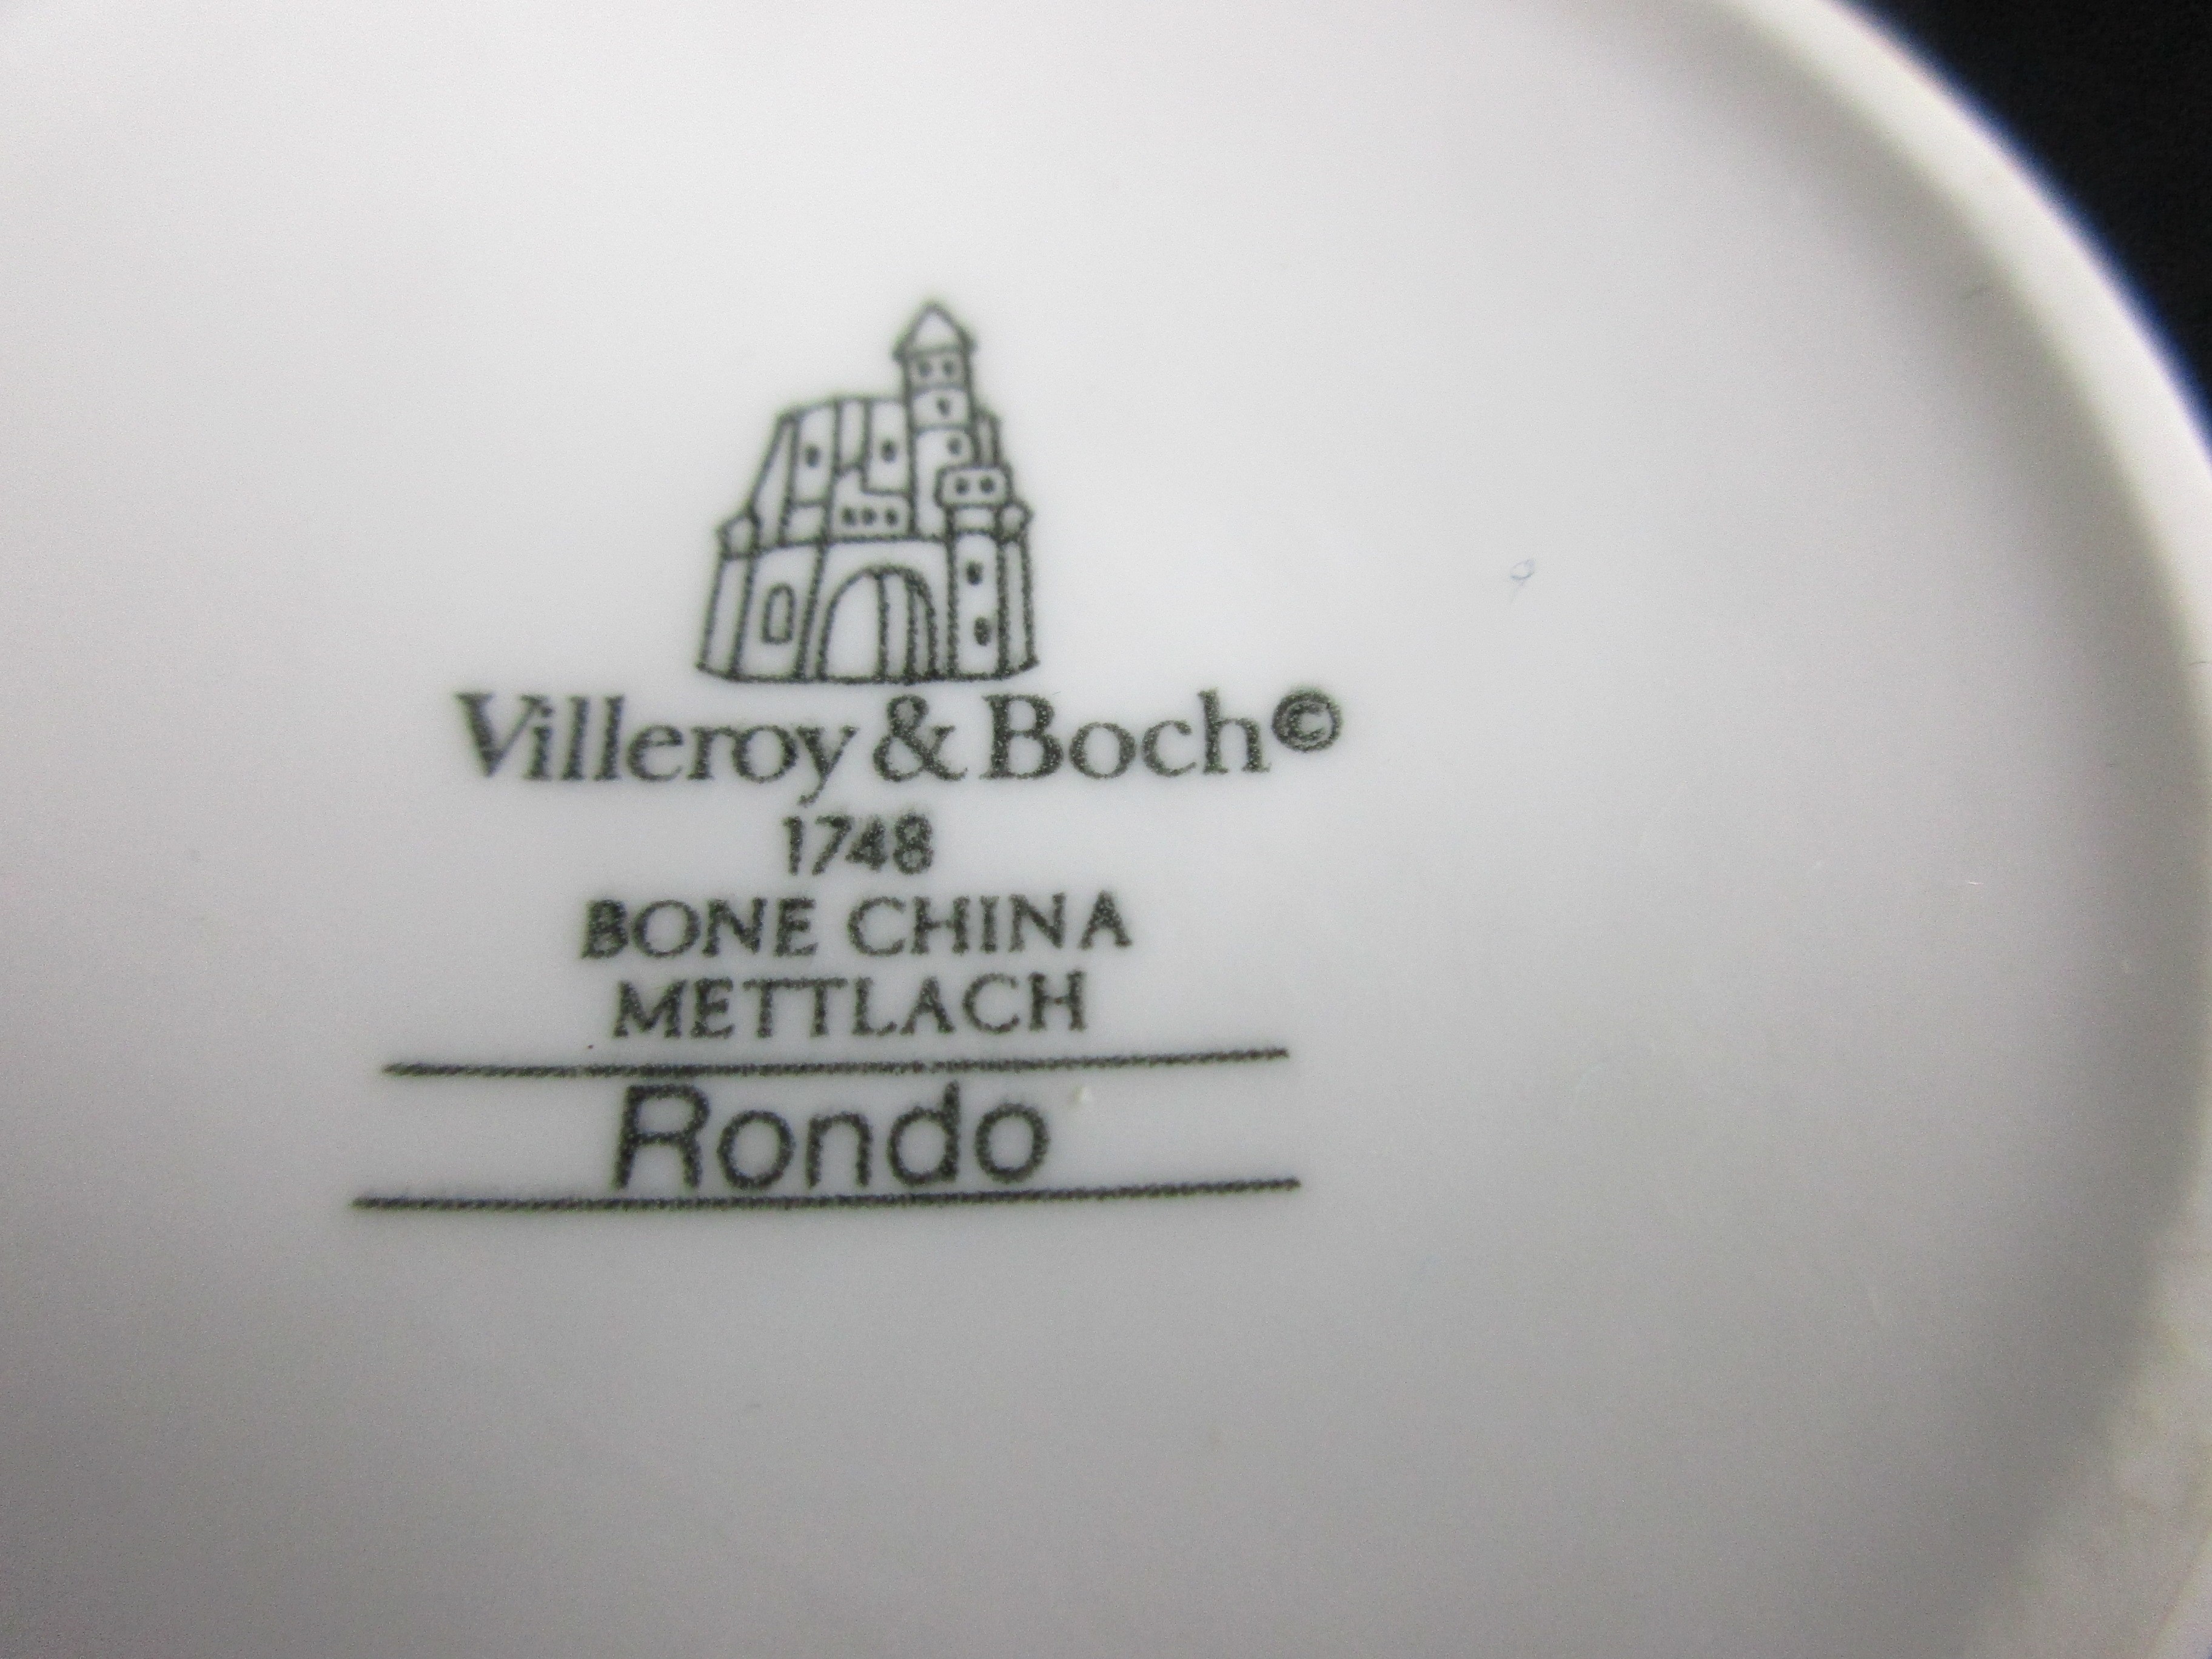 Villeroy & Boch©
1748
BONE CHINA
METTLACH
Rondo